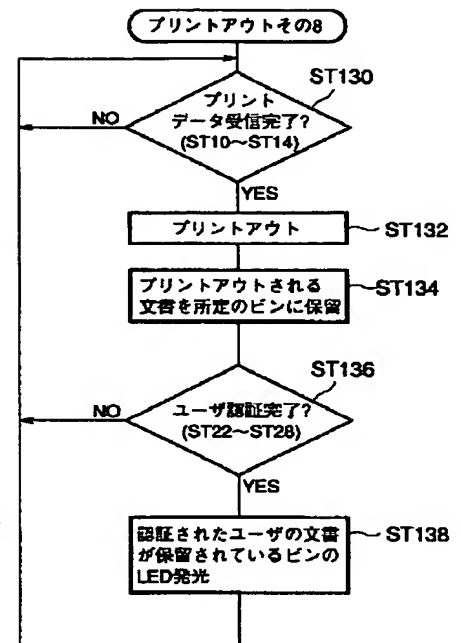 プリントアウトその8
ST130
プリント
データ受信完了?
(ST10～ST14)
NO
YES
プリントアウト
ST132
プリントアウトされる
文書を所定のビンに保留
ST134
ST136
ユーザ認証完了?
(ST22～ST28)
NO
YES
認証されたユーザの文書
が保留されているビンの
LED発光
ST138